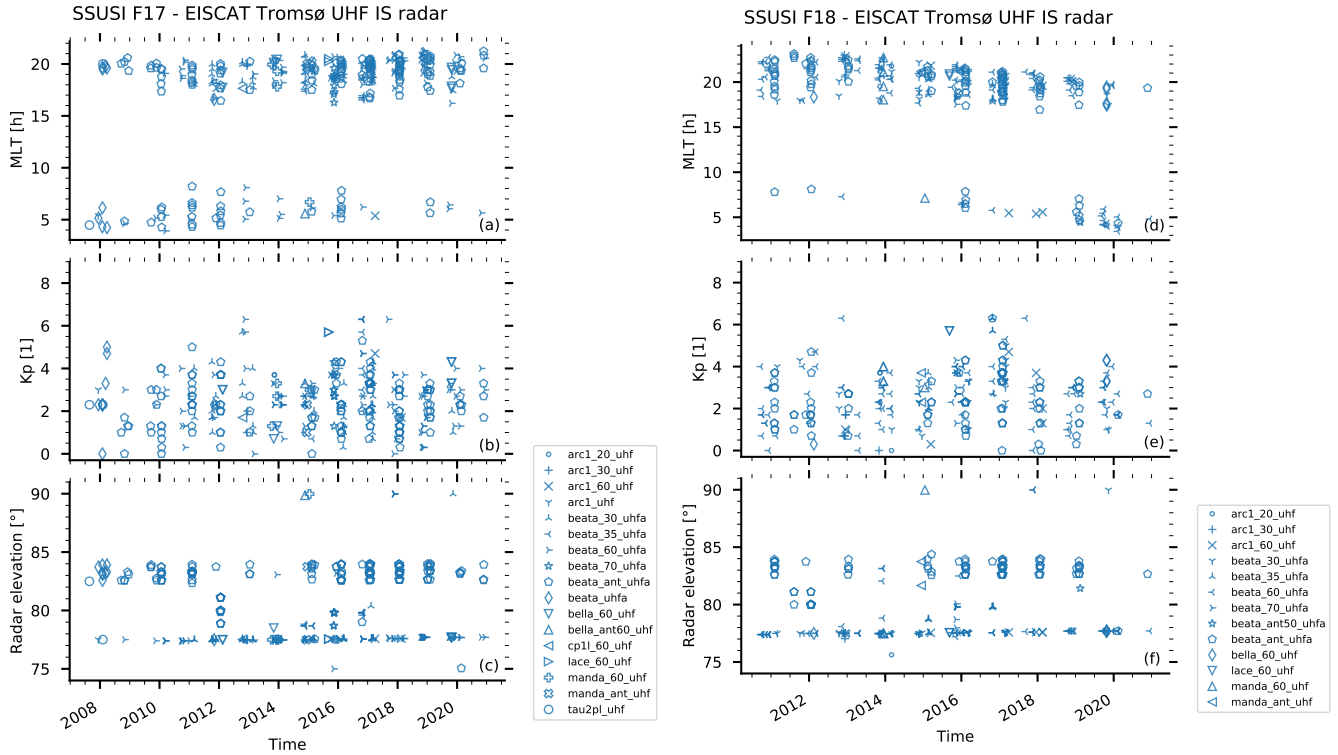 SSUSI F17 - EISCAT Tromsø UHF IS radar
MLT [h]
20
15
10
5
(a)
Kp [1]
8
6
4
2
0
(b)
Radar elevation [°]
90
85
80
75
(c)
2008
2010
2012
2014
2016
2018
2020
Time
arc1_20_uhf
arc1_30_uhf
arc1_60_uhf
arc1_uhf
beata_30_uhfa
beata_35_uhfa
beata_60_uhfa
beata_70_uhfa
beata_ant_uhfa
beata_uhfa
bella_60_uhf
bella_ant60_uhf
cp1l_60_uhf
lace_60_uhf
manda_60_uhf
manda_ant_uhf
tau2pl_uhf
SSUSI F18 - EISCAT Tromsø UHF IS radar
MLT [h]
20
15
10
5
(d)
Kp [1]
8
6
4
2
0
(e)
Radar elevation [°]
90
85
80
75
(f)
2012
2014
2016
2018
2020
Time
arc1_20_uhf
arc1_30_uhf
arc1_60_uhf
beata_30_uhfa
beata_35_uhfa
beata_60_uhfa
beata_70_uhfa
beata_ant50_uhfa
beata_ant_uhfa
bella_60_uhf
lace_60_uhf
manda_60_uhf
manda_ant_uhf